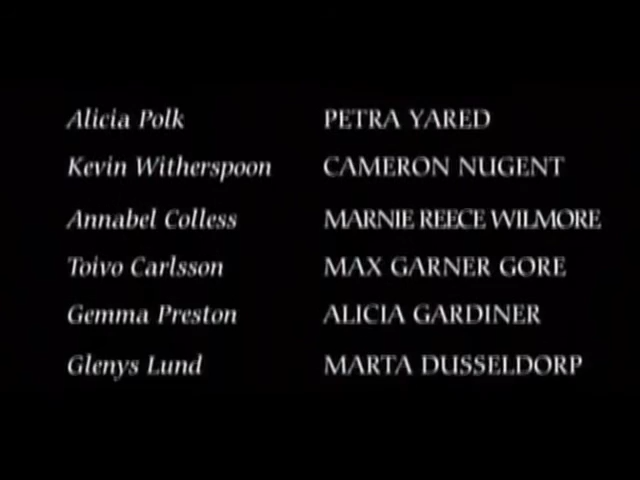 Alicia Polk PETRA YARED
Kevin Witherspoon CAMERON NUGENT
Annabel Colless MARNIE REECE WILMORE
Toivo Carlsson MAX GARNER GORE
Gemma Preston ALICIA GARDINER
Glenys Lund MARTA DUSSELDORP